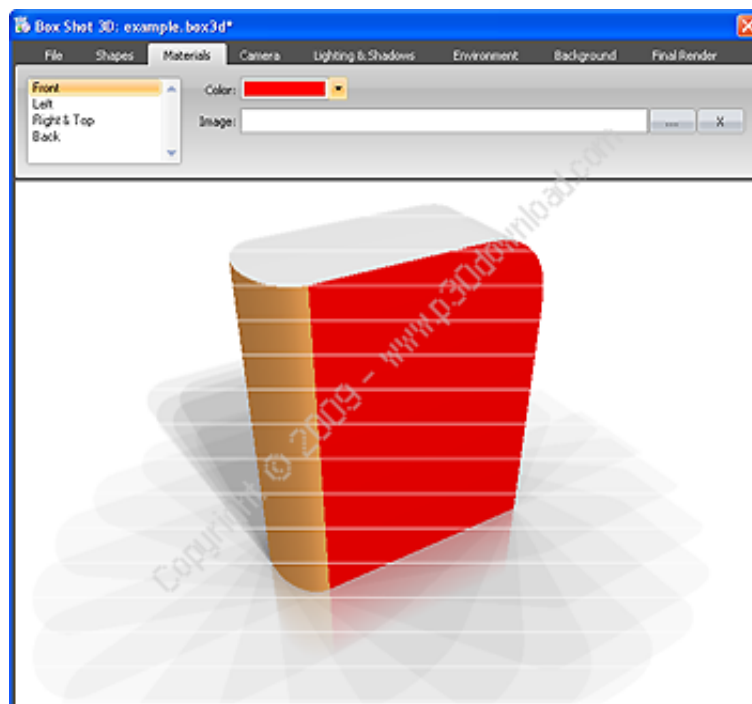 Box Shot 3D: example.box3d*
File Shapes Materials Camera Lighting & Shadows Environment Background Final Render
Front
Left
Right & Top
Back
Color:
Image:
.... X
Copyright © 2009 - www.p30download.com